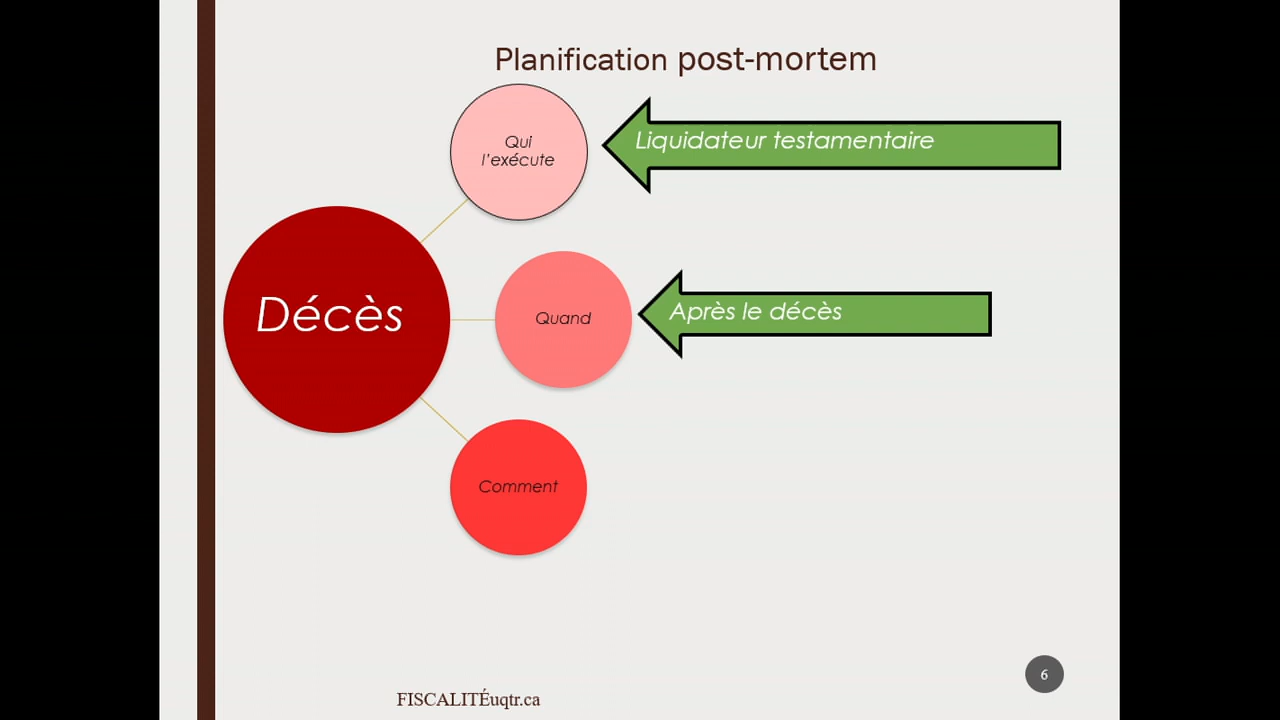 Planification post-mortem
Qui
l’exécute
Liquidateur testamentaire
Décès
Quand
Après le décès
Comment
6
FISCALITÉuqtr.ca